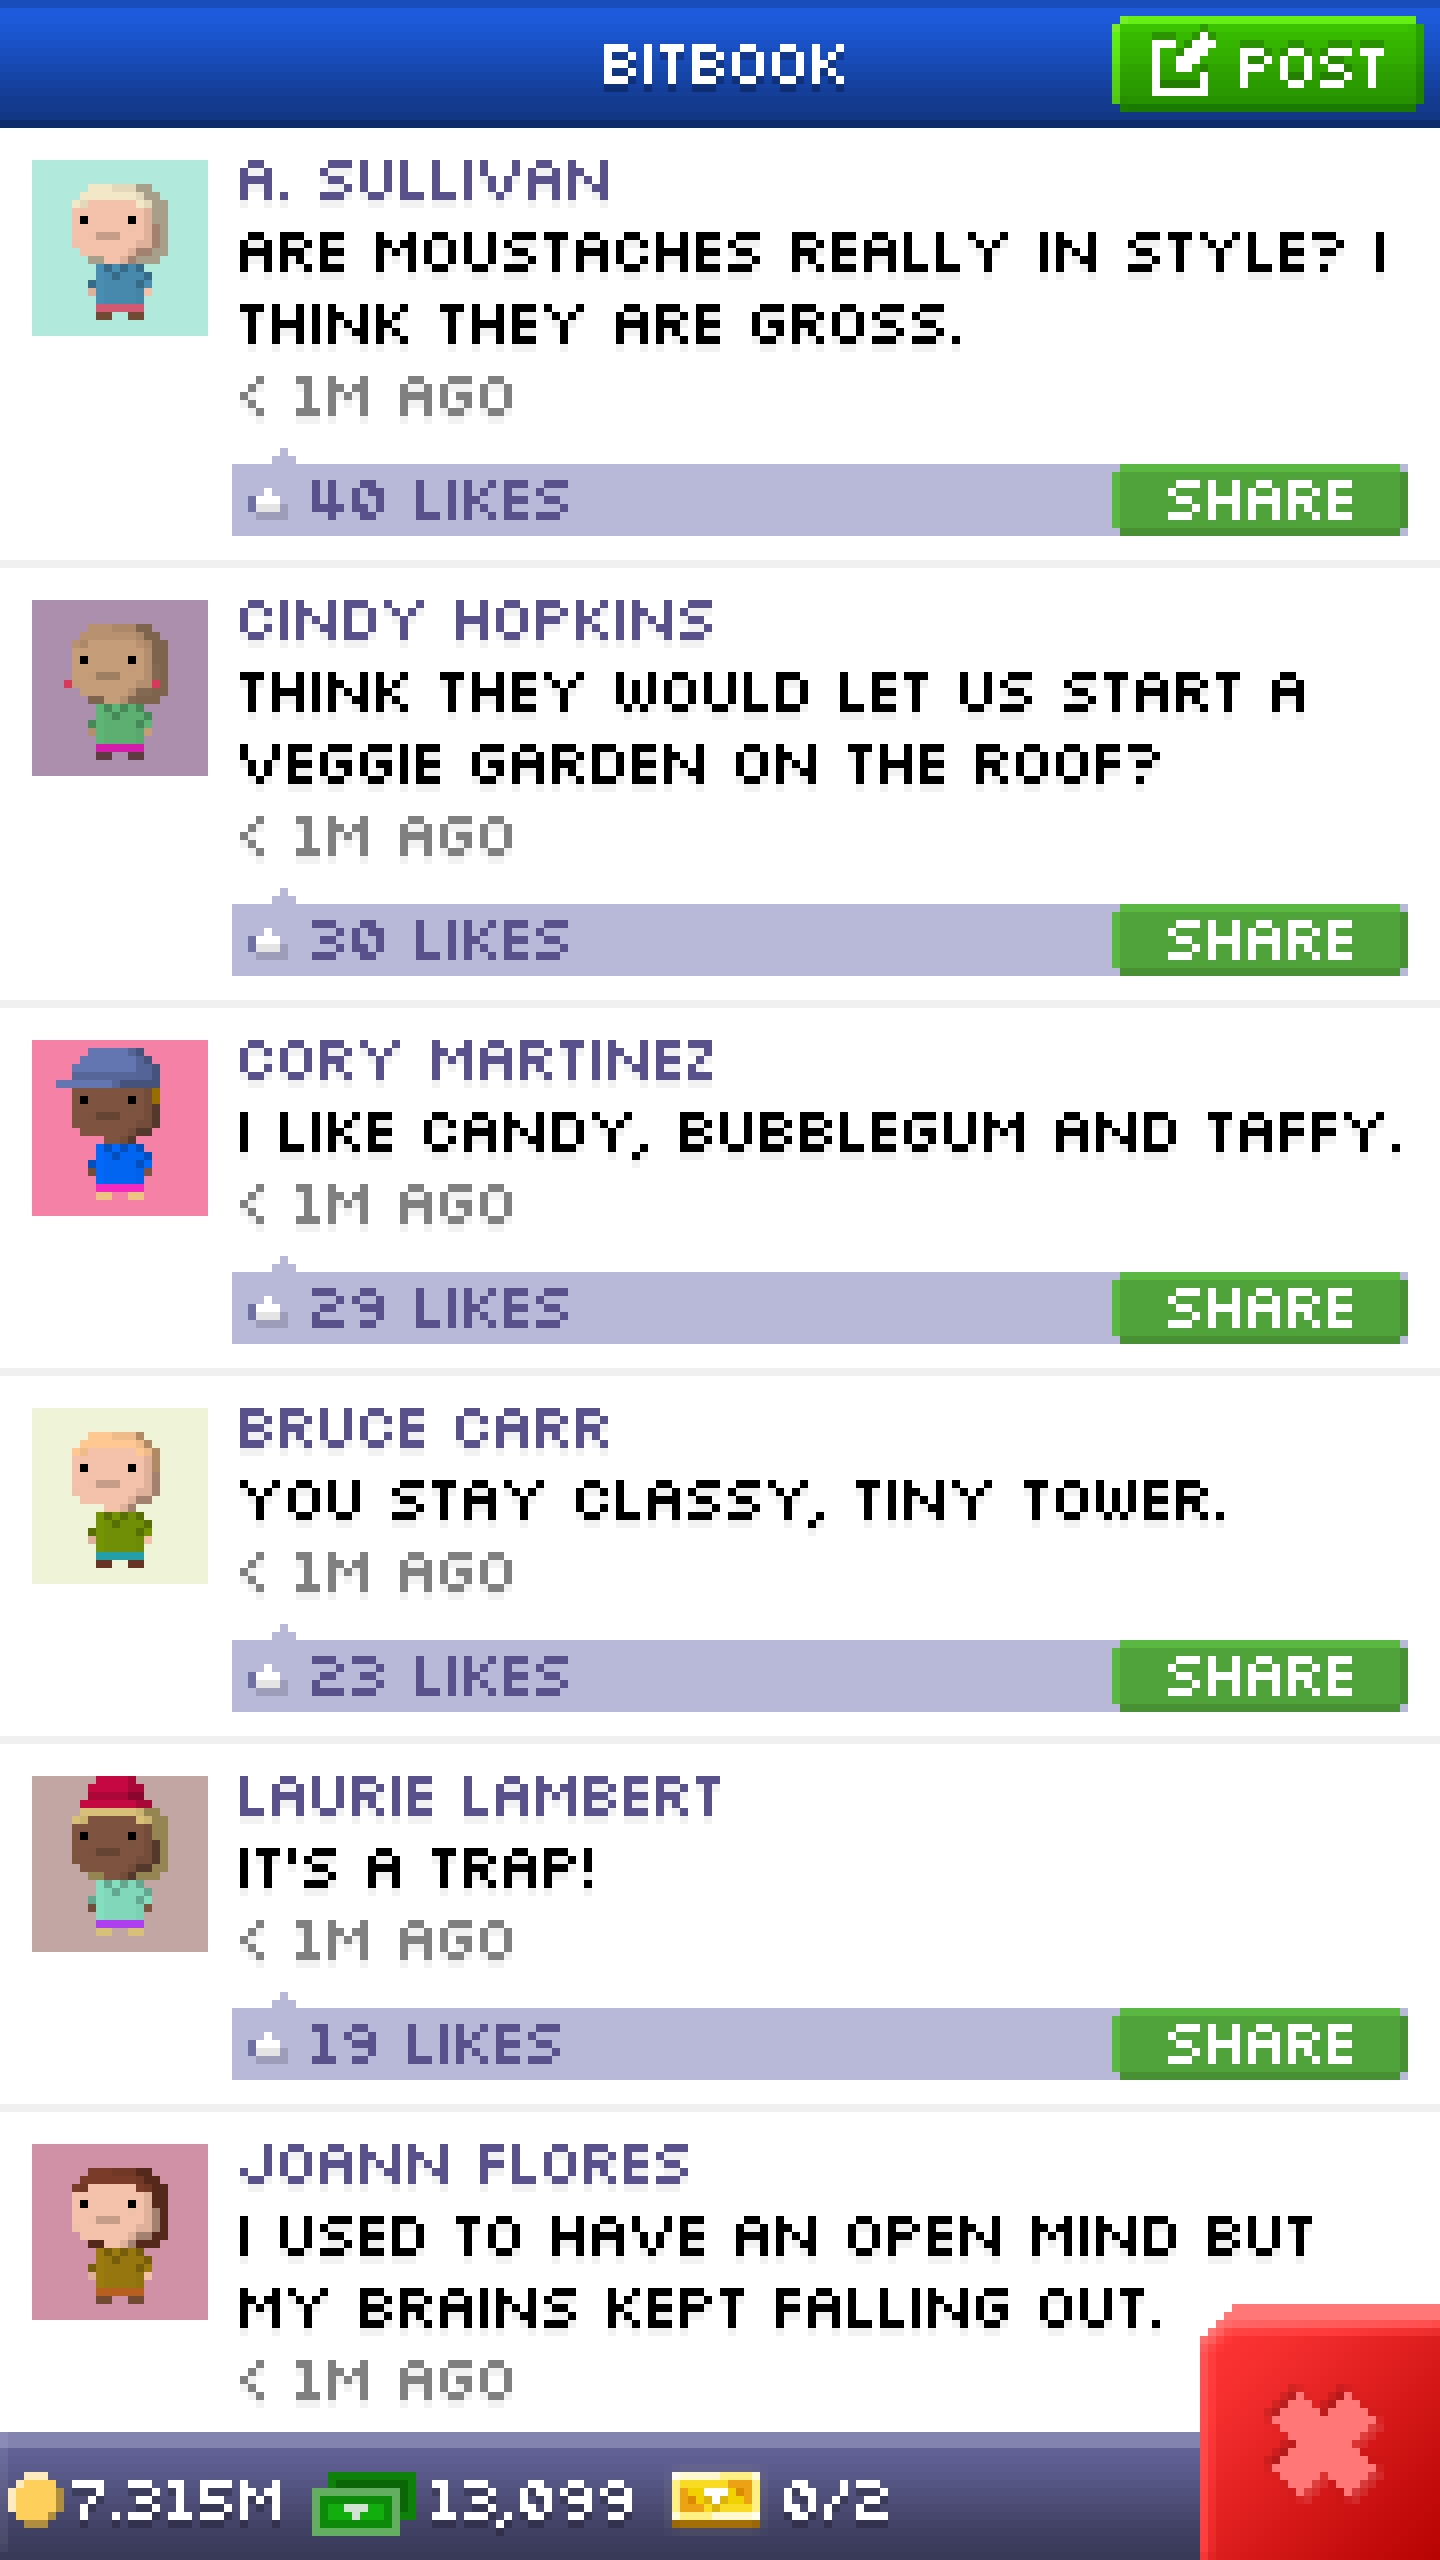 BITBOOK
POST
A. SULLIVAN
ARE MOUSTACHES REALLY IN STYLE? I
THINK THEY ARE GROSS.
< 1M AGO
40 LIKES
SHARE
CINDY HOPKINS
THINK THEY WOULD LET US START A
VEGGIE GARDEN ON THE ROOF?
< 1M AGO
30 LIKES
SHARE
CORY MARTINEZ
I LIKE CANDY, BUBBLEGUM AND TAFFY.
< 1M AGO
29 LIKES
SHARE
BRUCE CARR
YOU STAY CLASSY, TINY TOWER.
< 1M AGO
23 LIKES
SHARE
LAURIE LAMBERT
IT'S A TRAP!
< 1M AGO
19 LIKES
SHARE
JOANN FLORES
I USED TO HAVE AN OPEN MIND BUT
MY BRAINS KEPT FALLING OUT.
< 1M AGO
7.315M 13,099 0/2